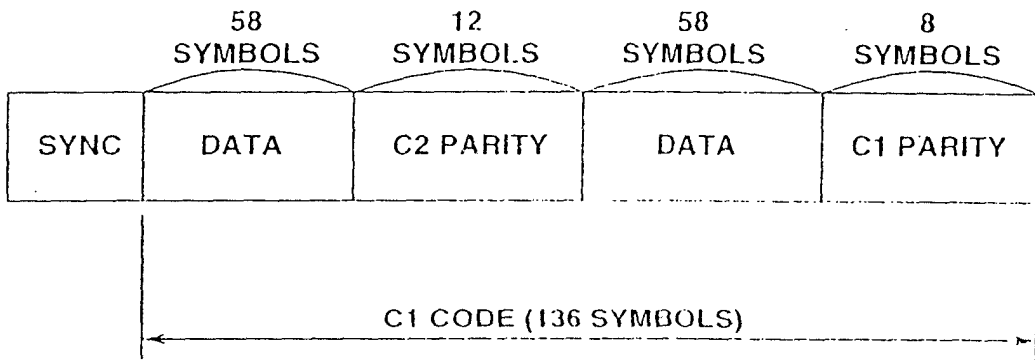 58 12 58 8
SYMBOLS SYMBOLS SYMBOLS SYMBOLS
SYNC DATA C2 PARITY DATA C1 PARITY
C1 CODE (136 SYMBOLS)